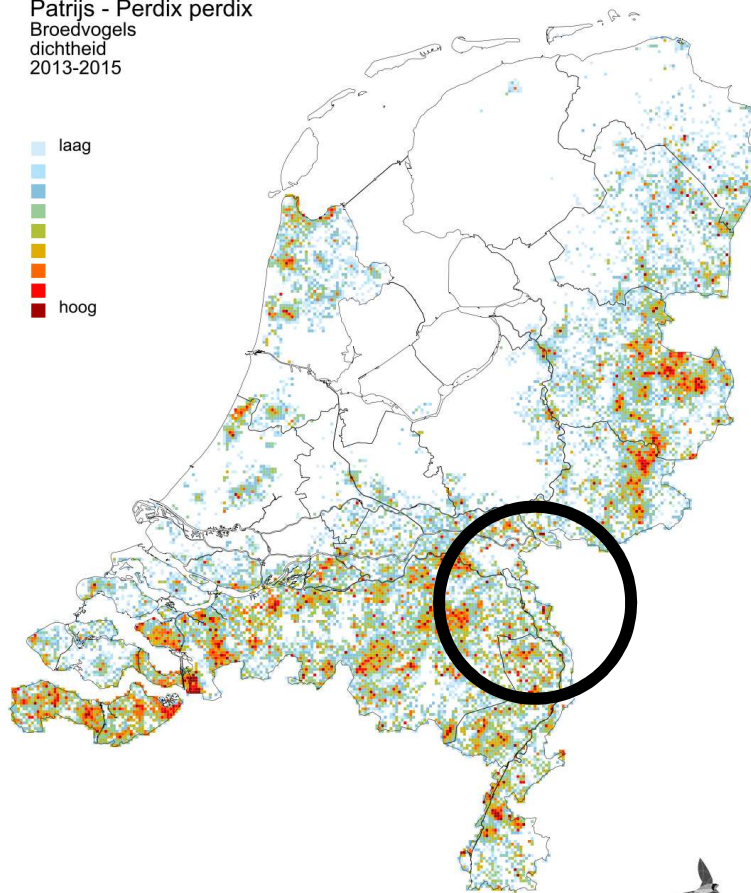 Patrijs - Perdix perdix
Broedvogels
dichtheid
2013-2015
laag
hoog